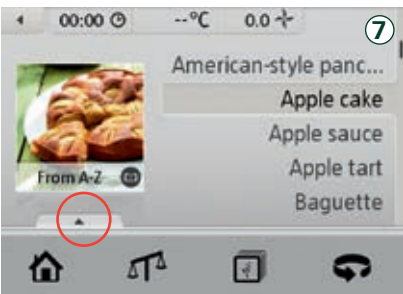 00:00 --°C 0.0
7
American-style panc...
Apple cake
Apple sauce
Apple tart
From A-Z
Baguette